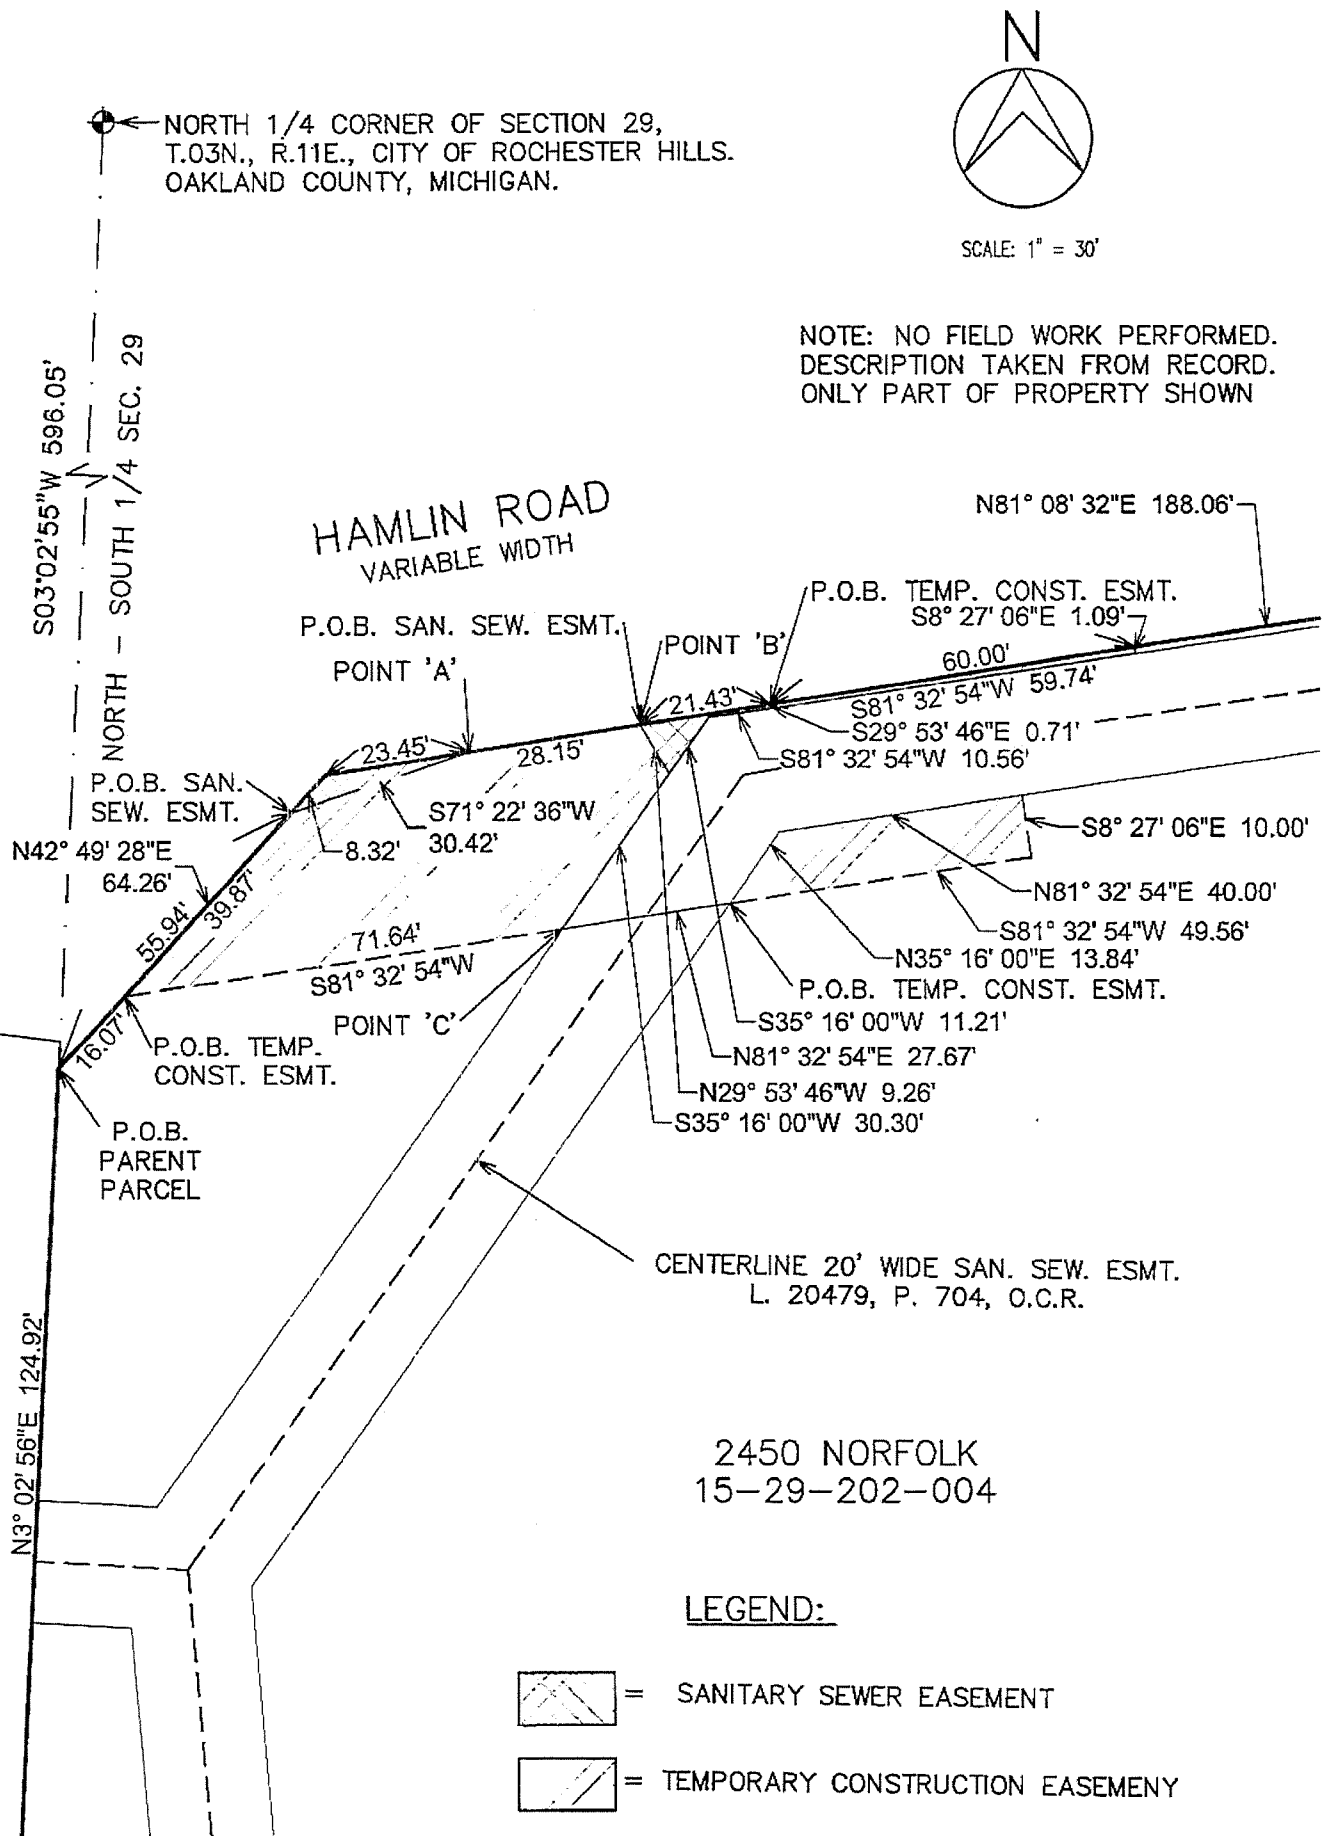 N
NORTH 1/4 CORNER OF SECTION 29,
T.03N., R.11E., CITY OF ROCHESTER HILLS.
OAKLAND COUNTY, MICHIGAN.
SCALE: 1" = 30'
NOTE: NO FIELD WORK PERFORMED.
DESCRIPTION TAKEN FROM RECORD.
ONLY PART OF PROPERTY SHOWN
S03°02'55"W 596.05'
NORTH - SOUTH 1/4 SEC. 29
HAMLIN ROAD
VARIABLE WIDTH
N81° 08' 32"E 188.06'
P.O.B. TEMP. CONST. ESMT.
S8° 27' 06"E 1.09'
P.O.B. SAN. SEW. ESMT.
POINT 'B'
POINT 'A'
60.00'
S81° 32' 54"W 59.74'
21.43'
S29° 53' 46"E 0.71'
23.45'
28.15'
S81° 32' 54"W 10.56'
P.O.B. SAN.
SEW. ESMT.
S71° 22' 36"W
30.42'
8.32'
S8° 27' 06"E 10.00'
N42° 49' 28"E
64.26'
N81° 32' 54"E 40.00'
55.94'
39.87'
71.64'
S81° 32' 54"W
S81° 32' 54"W 49.56'
N35° 16' 00"E 13.84'
P.O.B. TEMP. CONST. ESMT.
POINT 'C'
S35° 16' 00"W 11.21'
16.07'
P.O.B. TEMP.
CONST. ESMT.
N81° 32' 54"E 27.67'
N29° 53' 46"W 9.26'
S35° 16' 00"W 30.30'
P.O.B.
PARENT
PARCEL
CENTERLINE 20' WIDE SAN. SEW. ESMT.
L. 20479, P. 704, O.C.R.
N3° 02' 56"E 124.92'
2450 NORFOLK
15-29-202-004
LEGEND:
= SANITARY SEWER EASEMENT
= TEMPORARY CONSTRUCTION EASEMENY